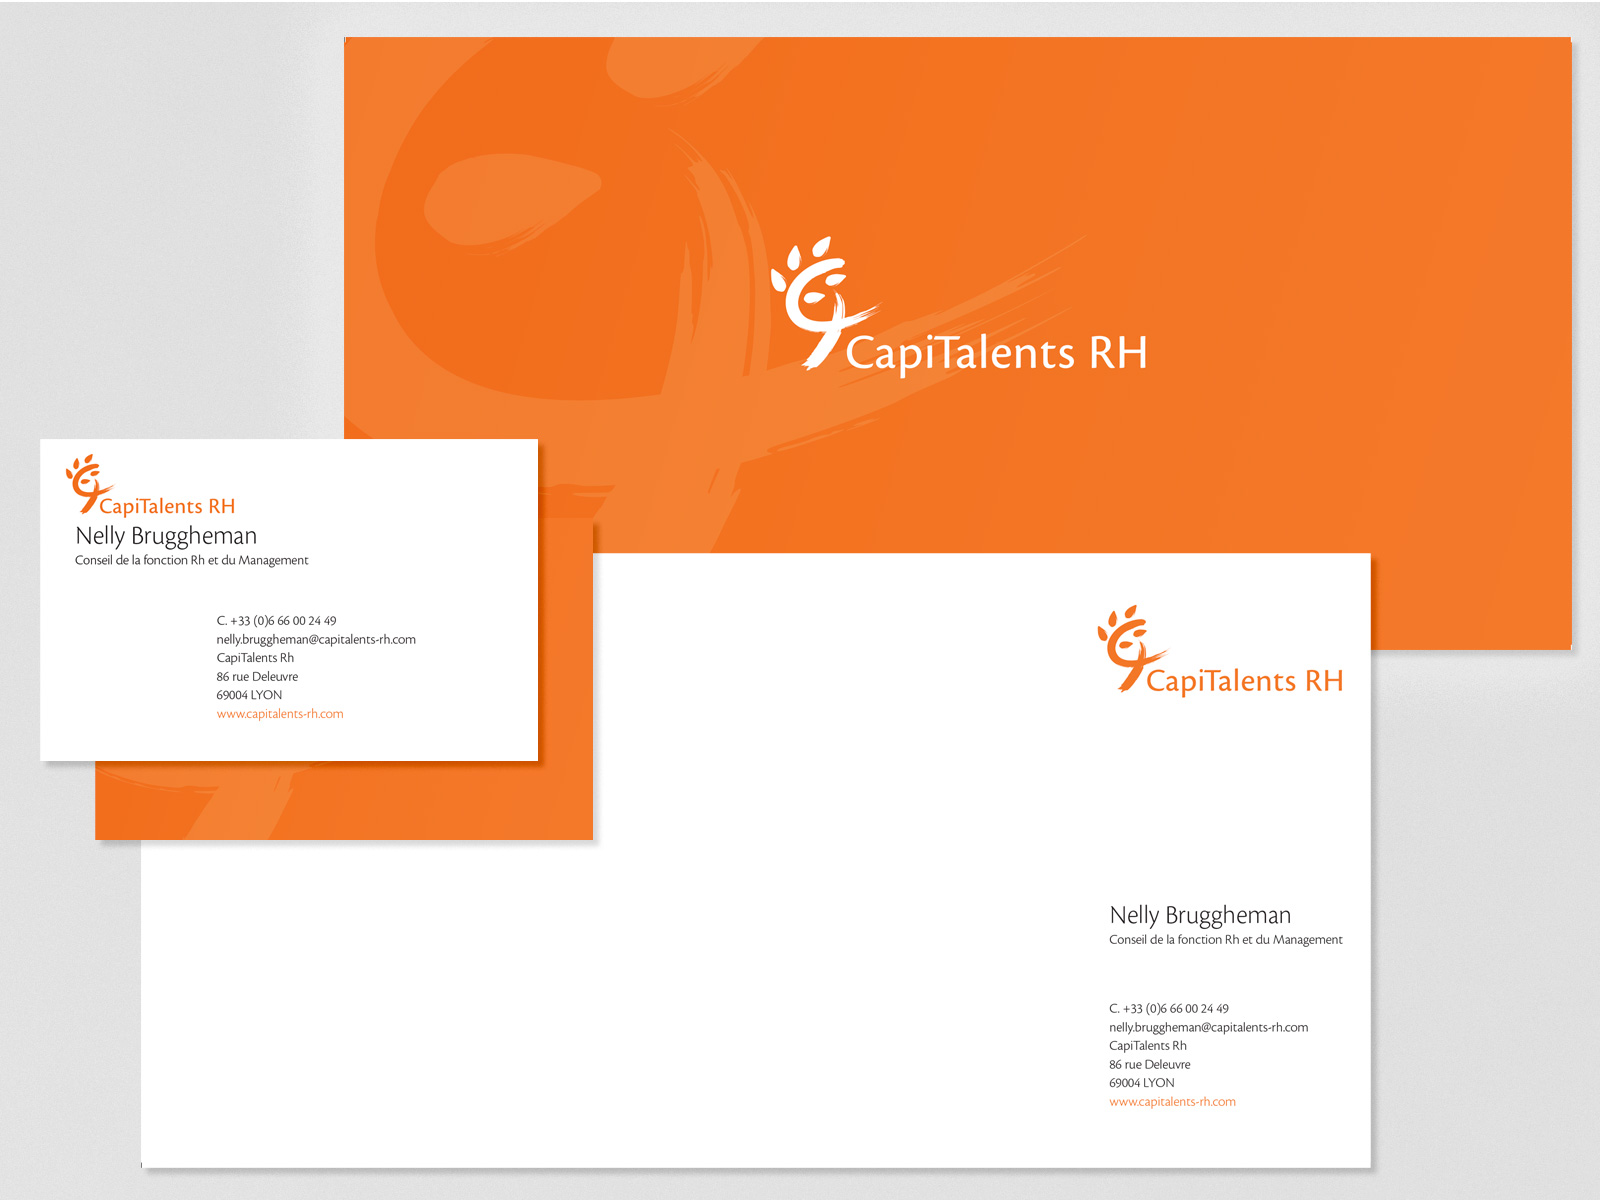 CapiTalents RH
CapiTalents RH
Nelly Bruggheman
Conseil de la fonction Rh et du Management
C. +33 (0)6 66 00 24 49
nelly.bruggheman@capitalents-rh.com
CapiTalents Rh
86 rue Deleuvre
69004 LYON
www.capitalents-rh.com
CapiTalents RH
Nelly Bruggheman
Conseil de la fonction Rh et du Management
C. +33 (0)6 66 00 24 49
nelly.bruggheman@capitalents-rh.com
CapiTalents Rh
86 rue Deleuvre
69004 LYON
www.capitalents-rh.com